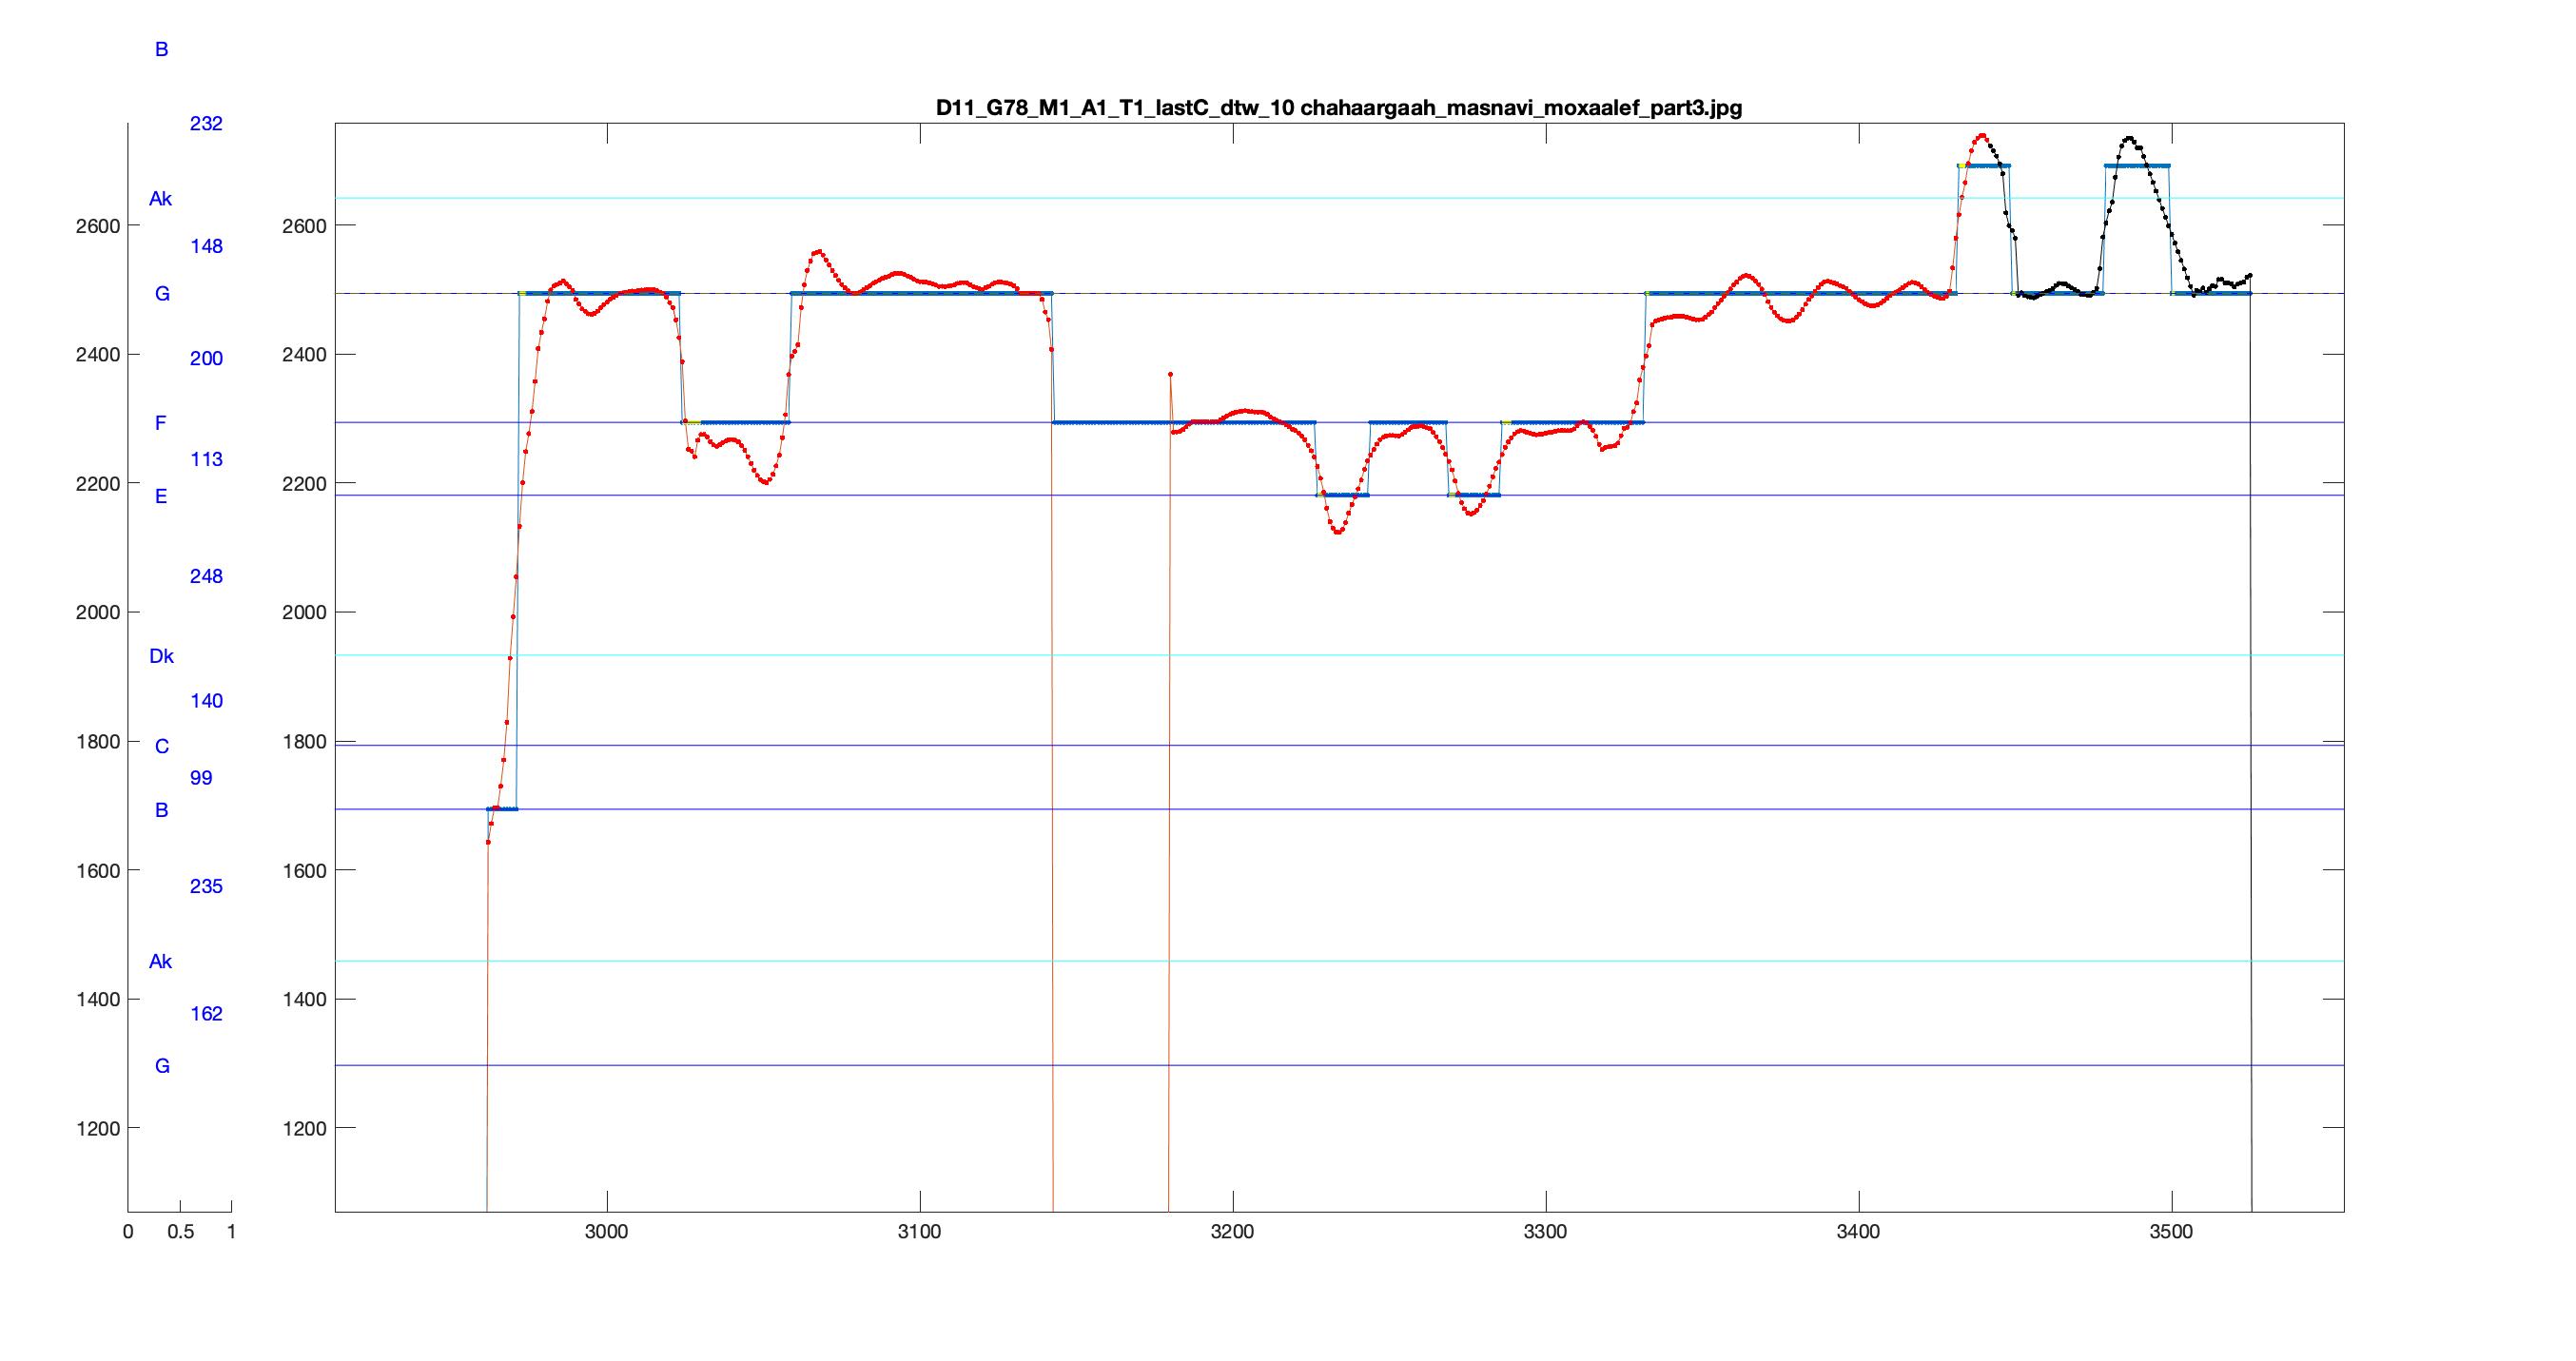 B
D11_G78_M1_A1_T1_lastC_dtw_10 chahaargaah_masnavi_moxaalef_part3.jpg
232
Ak
2600 2600
148
G
2400 200 2400
F
113
2200 E 2200
248
2000 2000
Dk
140
1800 C 1800
99
B
1600 235 1600
Ak
1400 162 1400
G
1200 1200
0 0.5 1 3000 3100 3200 3300 3400 3500